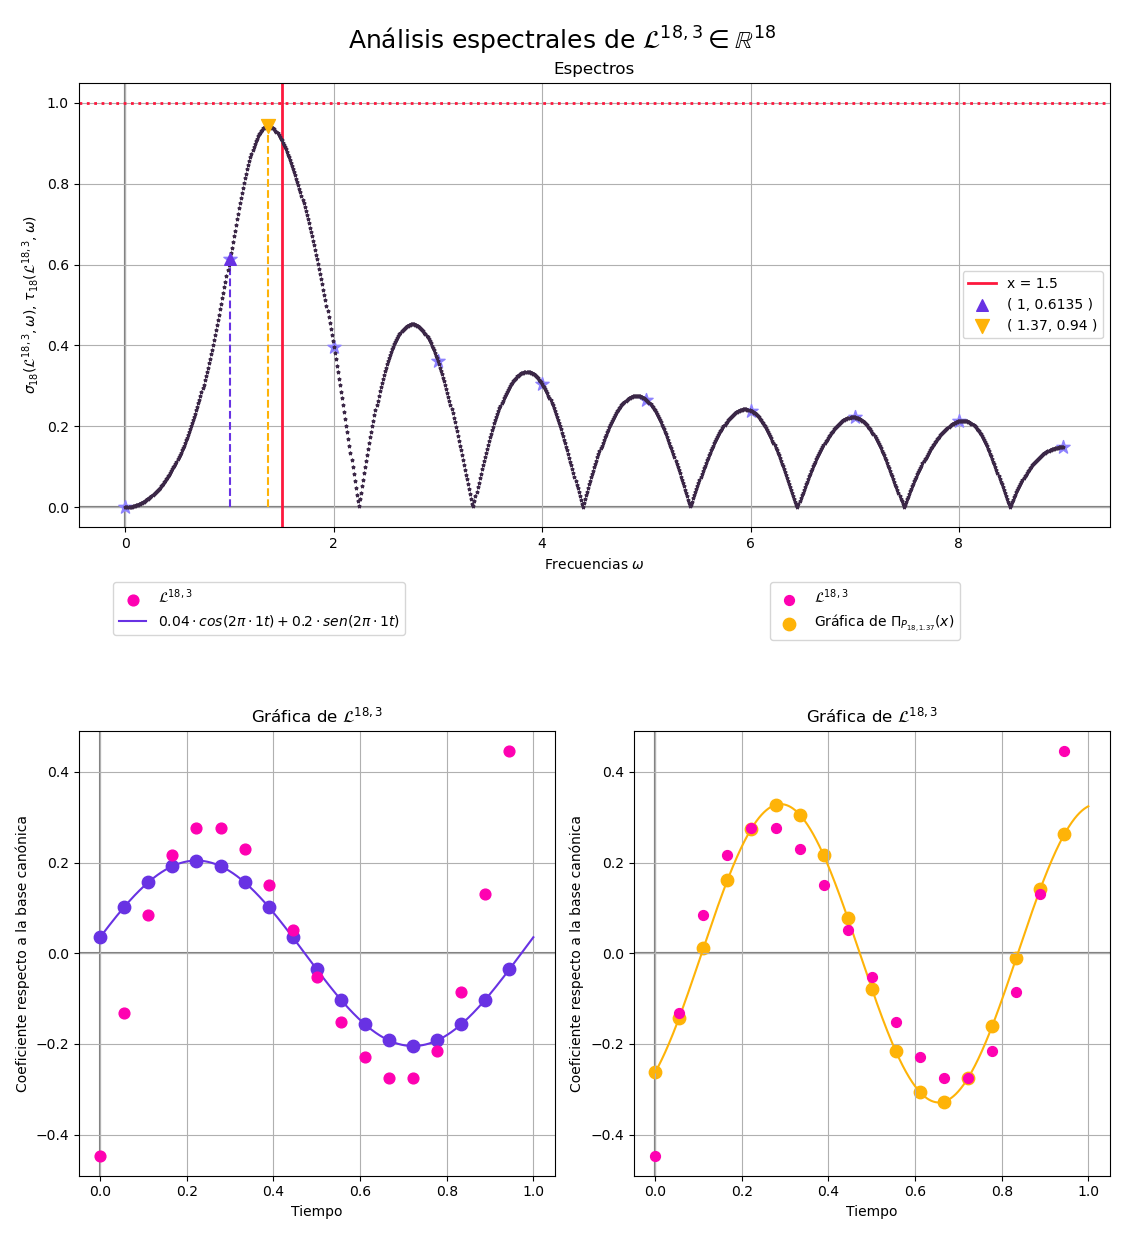 Análisis espectrales de $\mathcal{L}^{18,3} \in \mathbb{R}^{18}$
Espectros
1.0
0.8
0.6
0.4
0.2
0.0
$\sigma_{18}(\mathcal{L}^{18,3}, \omega), \tau_{18}(\mathcal{L}^{18,3}, \omega)$
x = 1.5
( 1, 0.6135 )
( 1.37, 0.94 )
0 2 4 6 8
Frecuencias $\omega$
$\mathcal{L}^{18,3}$
$0.04 \cdot cos(2\pi \cdot 1t) + 0.2 \cdot sen(2\pi \cdot 1t)$
$\mathcal{L}^{18,3}$
Gráfica de $\Pi_{P_{18,1.37}}(x)$
Gráfica de $\mathcal{L}^{18,3}$
0.4
0.2
0.0
−0.2
−0.4
Coeficiente respecto a la base canónica
0.0 0.2 0.4 0.6 0.8 1.0
Tiempo
Gráfica de $\mathcal{L}^{18,3}$
0.4
0.2
0.0
−0.2
−0.4
Coeficiente respecto a la base canónica
0.0 0.2 0.4 0.6 0.8 1.0
Tiempo